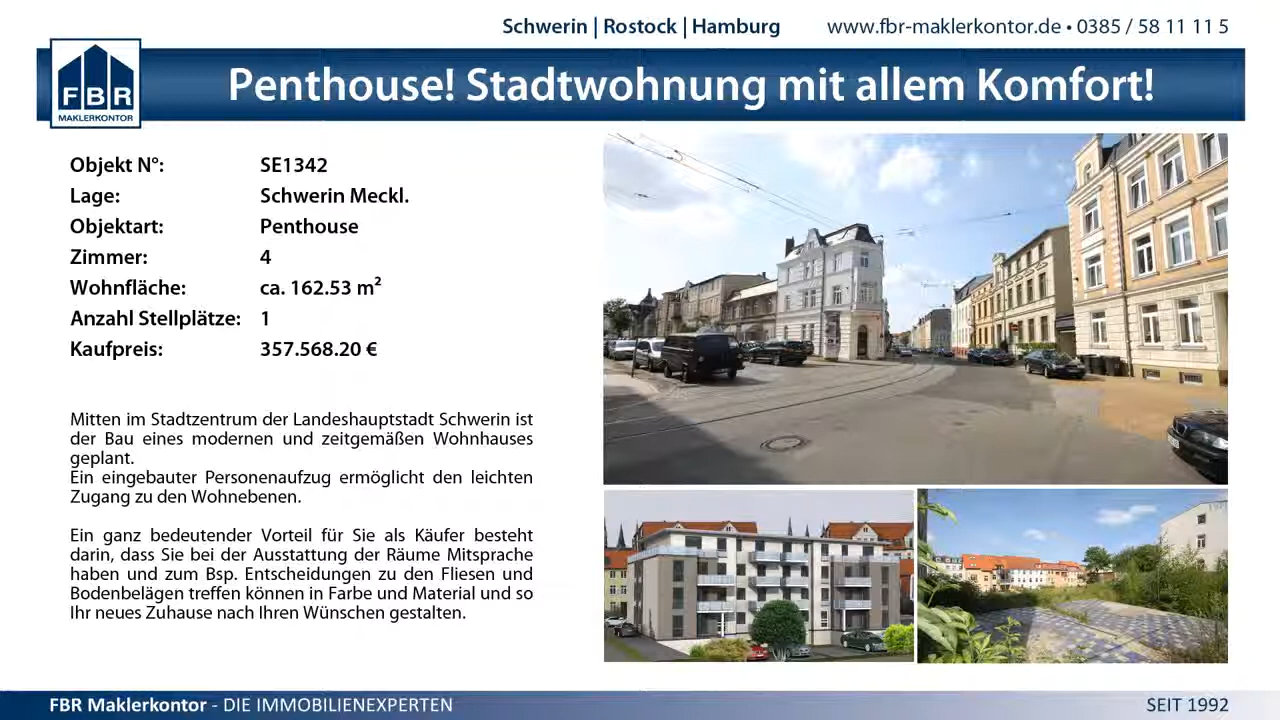 Schwerin | Rostock | Hamburg
www.fbr-maklerkontor.de • 0385 / 58 11 11 5
FBR
MAKLERKONTOR
Penthouse! Stadtwohnung mit allem Komfort!
Objekt N°: SE1342
Lage: Schwerin Meckl.
Objektart: Penthouse
Zimmer: 4
Wohnfläche: ca. 162.53 m²
Anzahl Stellplätze: 1
Kaufpreis: 357.568.20 €
Mitten im Stadtzentrum der Landeshauptstadt Schwerin ist
der Bau eines modernen und zeitgemäßen Wohnhauses
geplant.
Ein eingebauter Personenaufzug ermöglicht den leichten
Zugang zu den Wohnebenen.
Ein ganz bedeutender Vorteil für Sie als Käufer besteht
darin, dass Sie bei der Ausstattung der Räume Mitsprache
haben und zum Bsp. Entscheidungen zu den Fliesen und
Bodenbelägen treffen können in Farbe und Material und so
Ihr neues Zuhause nach Ihren Wünschen gestalten.
FBR Maklerkontor - DIE IMMOBILIENEXPERTEN
SEIT 1992